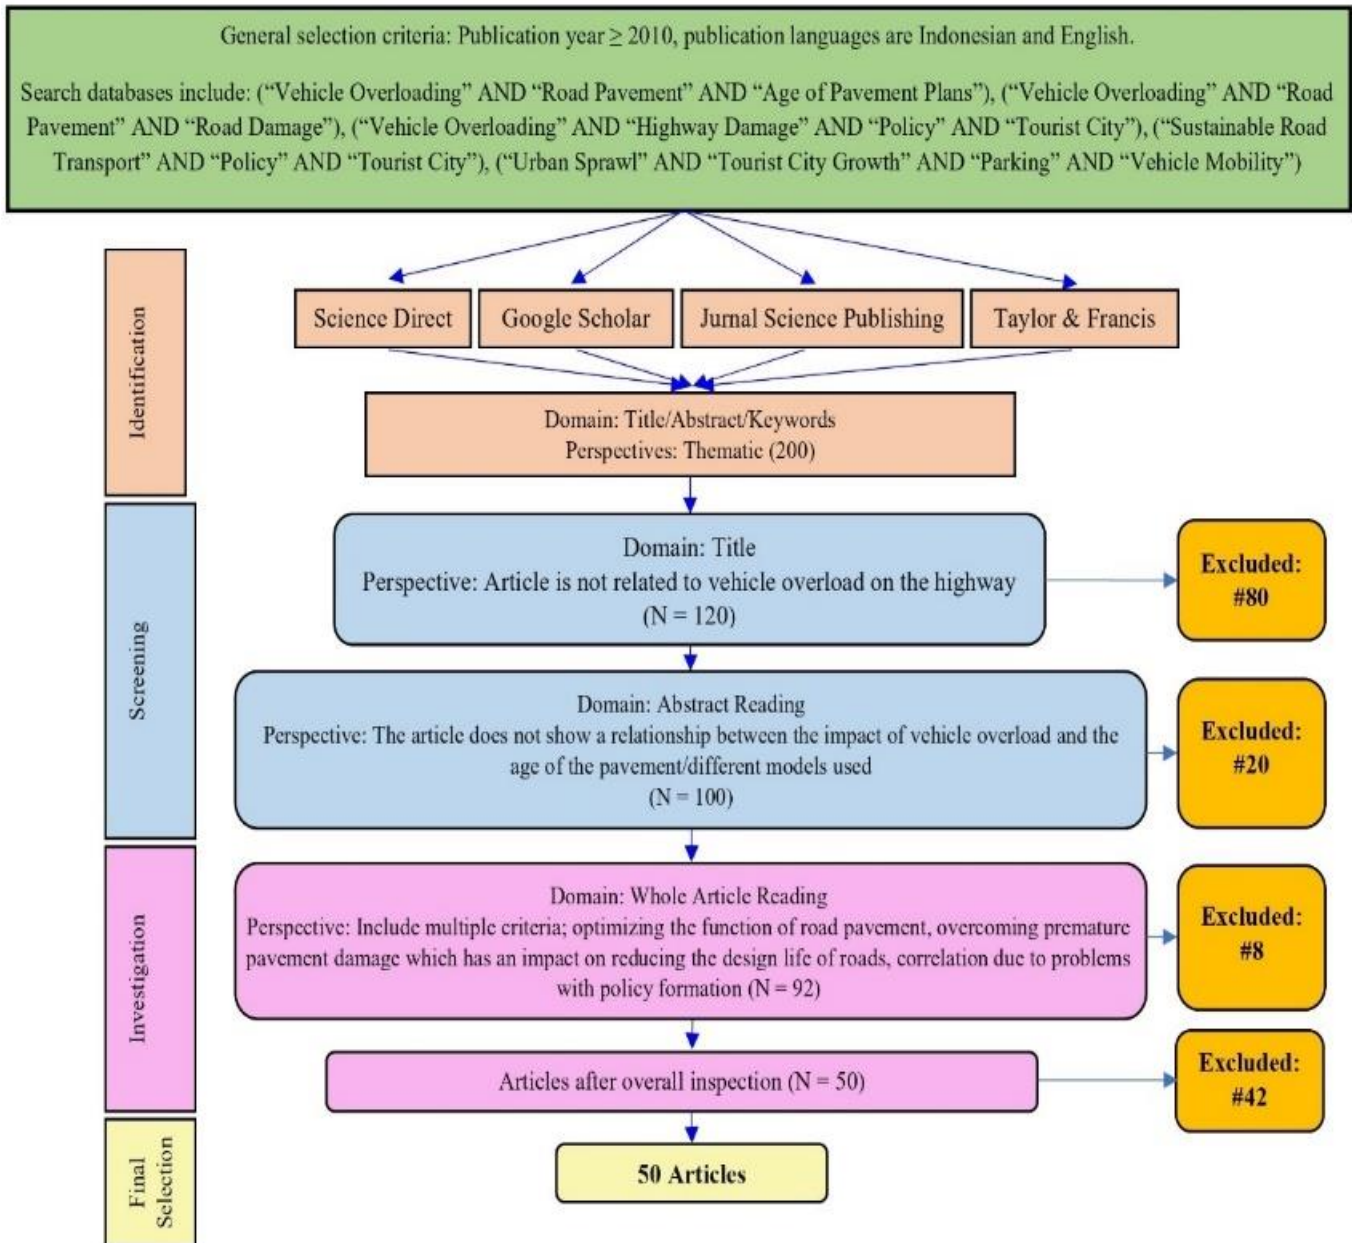 General selection criteria: Publication year ≥ 2010, publication languages are Indonesian and English.
Search databases include: (“Vehicle Overloading” AND “Road Pavement” AND “Age of Pavement Plans”), (“Vehicle Overloading” AND “Road
Pavement” AND “Road Damage”), (“Vehicle Overloading” AND “Highway Damage” AND “Policy” AND “Tourist City”), (“Sustainable Road
Transport” AND “Policy” AND “Tourist City”), (“Urban Sprawl” AND “Tourist City Growth” AND “Parking” AND “Vehicle Mobility”)
Identification
Science Direct
Google Scholar
Jurnal Science Publishing
Taylor & Francis
Domain: Title/Abstract/Keywords
Perspectives: Thematic (200)
Screening
Domain: Title
Perspective: Article is not related to vehicle overload on the highway
(N = 120)
Excluded:
#80
Domain: Abstract Reading
Perspective: The article does not show a relationship between the impact of vehicle overload and the
age of the pavement/different models used
(N = 100)
Excluded:
#20
Investigation
Domain: Whole Article Reading
Perspective: Include multiple criteria; optimizing the function of road pavement, overcoming premature
pavement damage which has an impact on reducing the design life of roads, correlation due to problems
with policy formation (N = 92)
Excluded:
#8
Articles after overall inspection (N = 50)
Excluded:
#42
Final
Selection
50 Articles